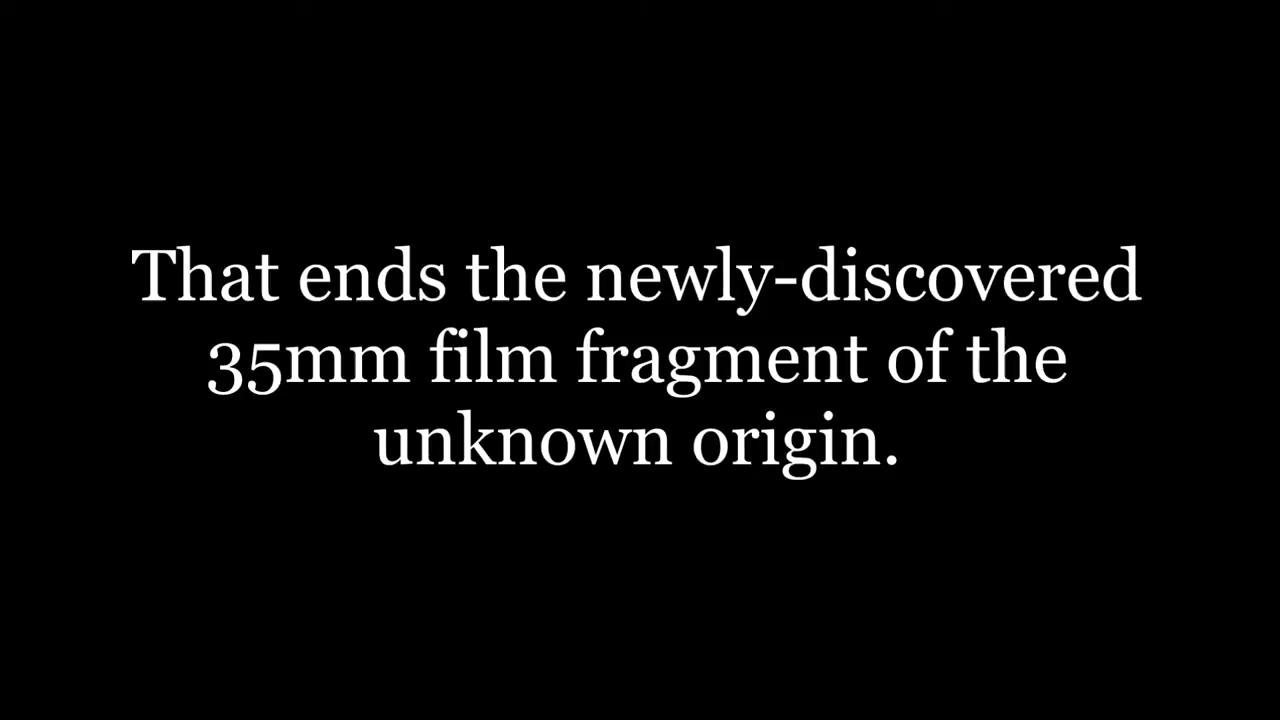 That ends the newly-discovered
35mm film fragment of the
unknown origin.